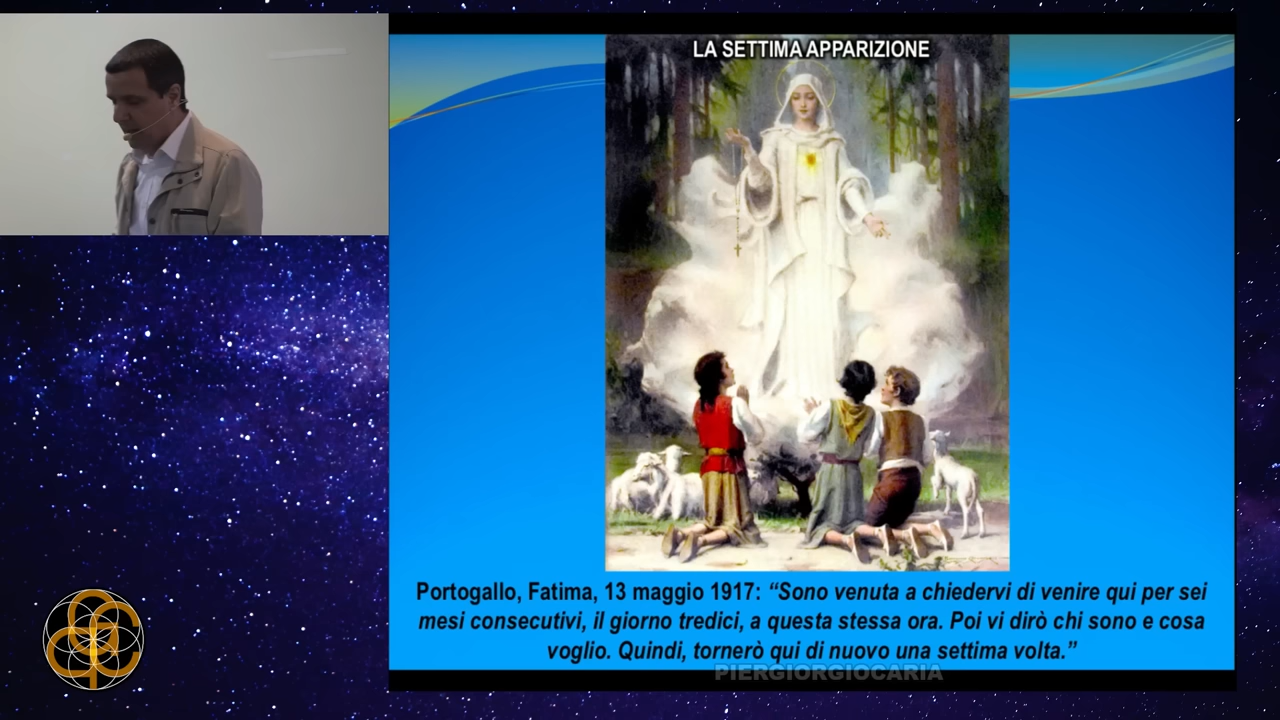 LA SETTIMA APPARIZIONE
Portogallo, Fatima, 13 maggio 1917: “Sono venuta a chiedervi di venire qui per sei
mesi consecutivi, il giorno tredici, a questa stessa ora. Poi vi dirò chi sono e cosa
voglio. Quindi, tornerò qui di nuovo una settima volta.”
PIERGIORGIOCARIA